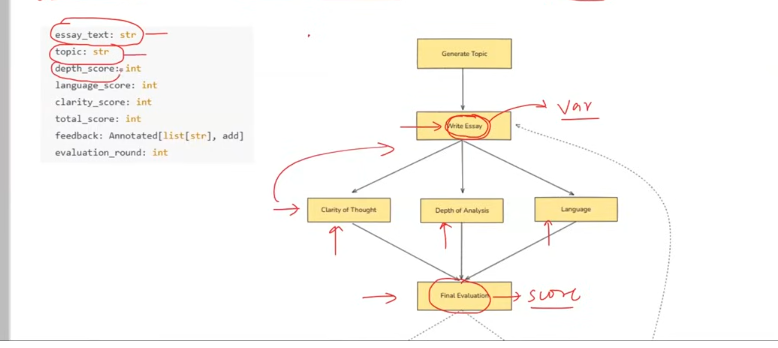 essay_text: str
topic: str
depth_score: int
language_score: int
clarity_score: int
total_score: int
feedback: Annotated[list[str], add]
evaluation_round: int
Generate Topic
Write Essay
Var
Clarity of Thought
Depth of Analysis
Language
Final Evaluation
score